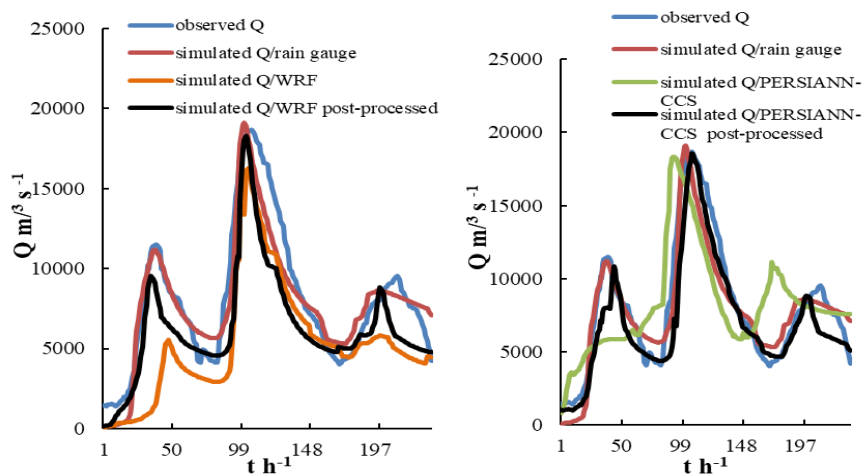 observed Q
simulated Q/rain gauge
simulated Q/WRF
simulated Q/WRF post-processed
25000
20000
15000
10000
5000
0
Q m/³ s⁻¹
1
50
99
148
197
t h⁻¹
observed Q
simulated Q/rain gauge
simulated Q/PERSIANN-
CCS
simulated Q/PERSIANN-
CCS post-processed
25000
20000
15000
10000
5000
0
Q m/³ s⁻¹
1
50
99
148
197
t h⁻¹